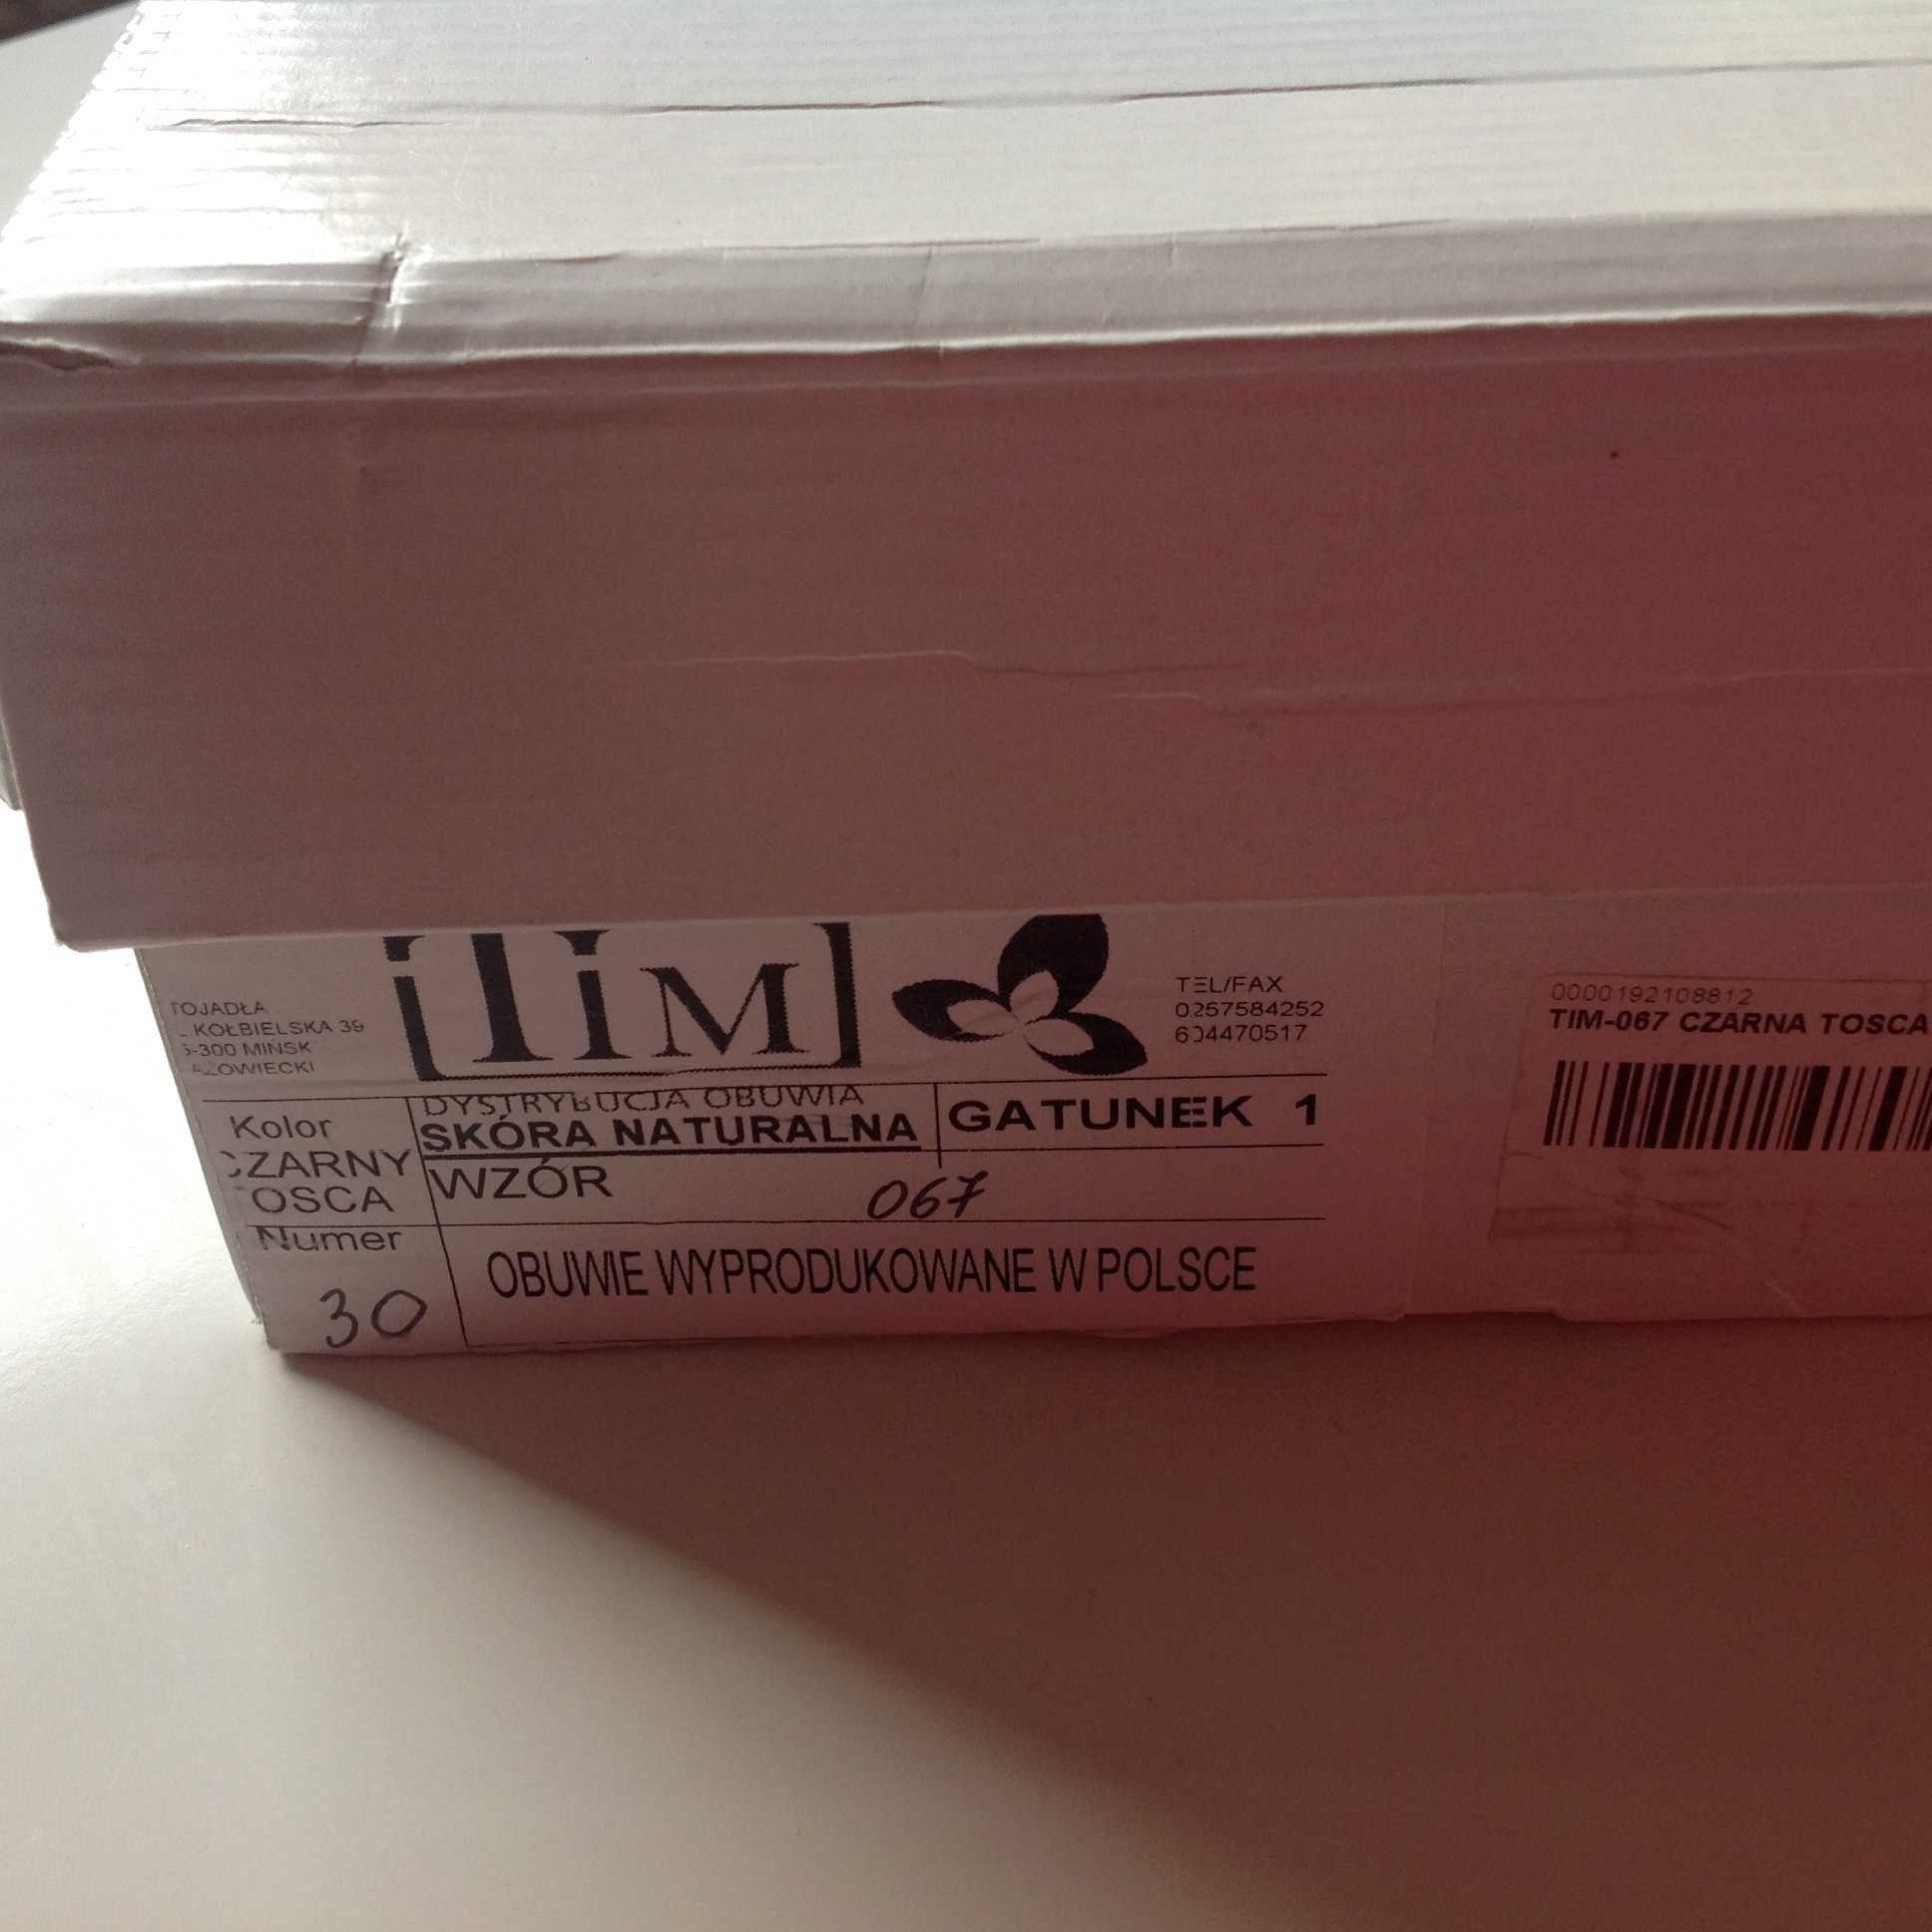 TiM
KOŁBIELSKA 39
-300 MIŃSK
TEL/FAX
0257584252
604470517
DYSTRYBUCJA OBUWIA
SKÓRA NATURALNA
GATUNEK 1
Kolor
CZARNY
TOSCA
WZÓR 067
Numer
30
OBUWIE WYPRODUKOWANE W POLSCE
0000192108812
TIM-067 CZARNA TOSCA